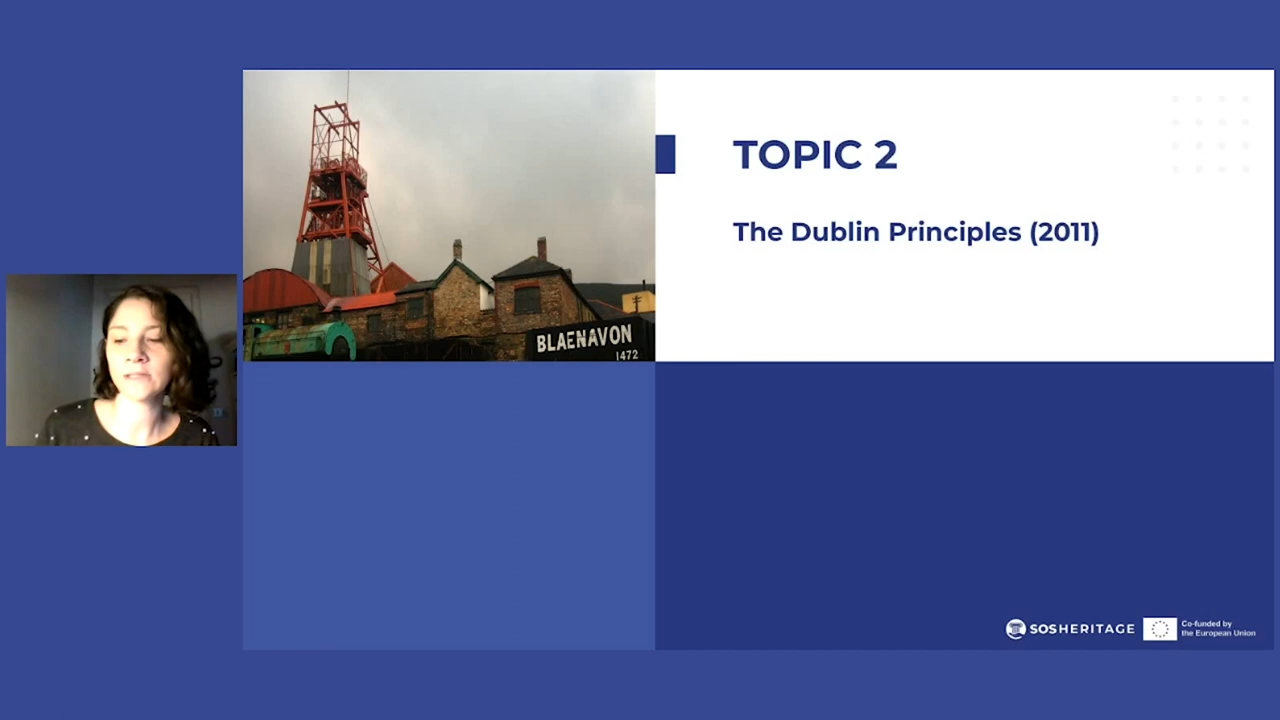 TOPIC 2
The Dublin Principles (2011)
BLAENAVON
1472
SOSHERITAGE
Co-funded by
the European Union